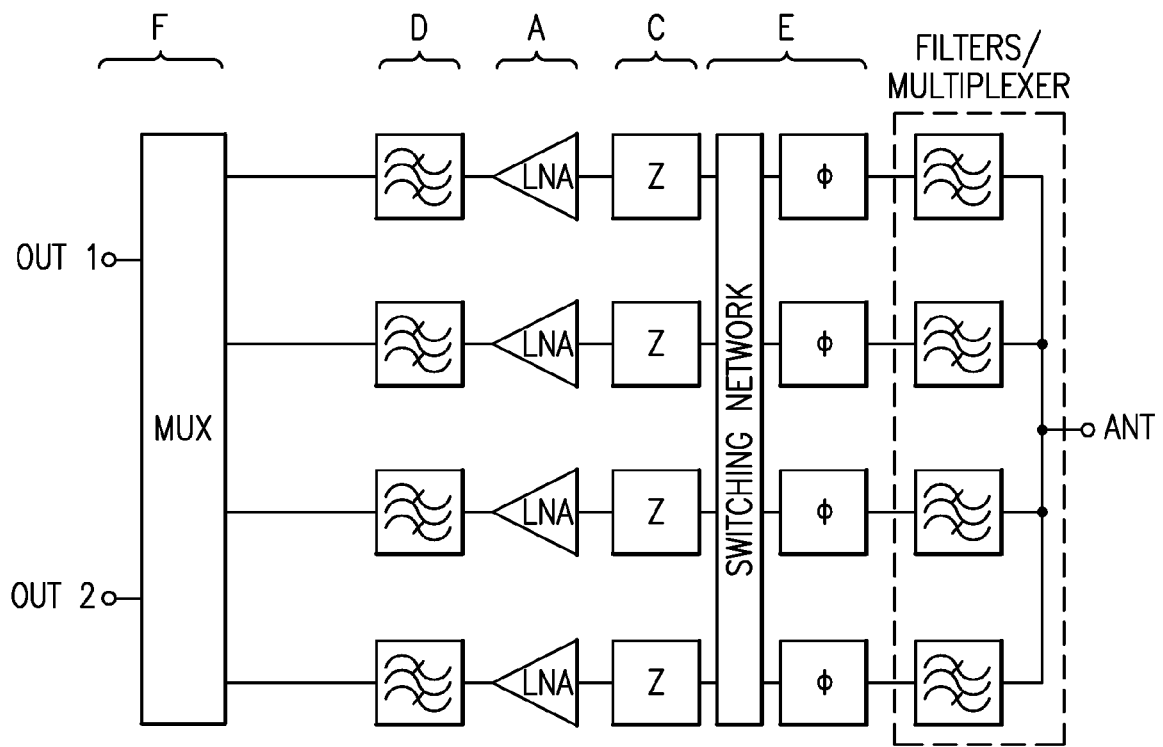 F D A C E
FILTERS/
MULTIPLEXER
LNA Z ϕ
OUT 1
LNA Z ϕ
MUX
SWITCHING NETWORK
ANT
LNA Z ϕ
OUT 2
LNA Z ϕ